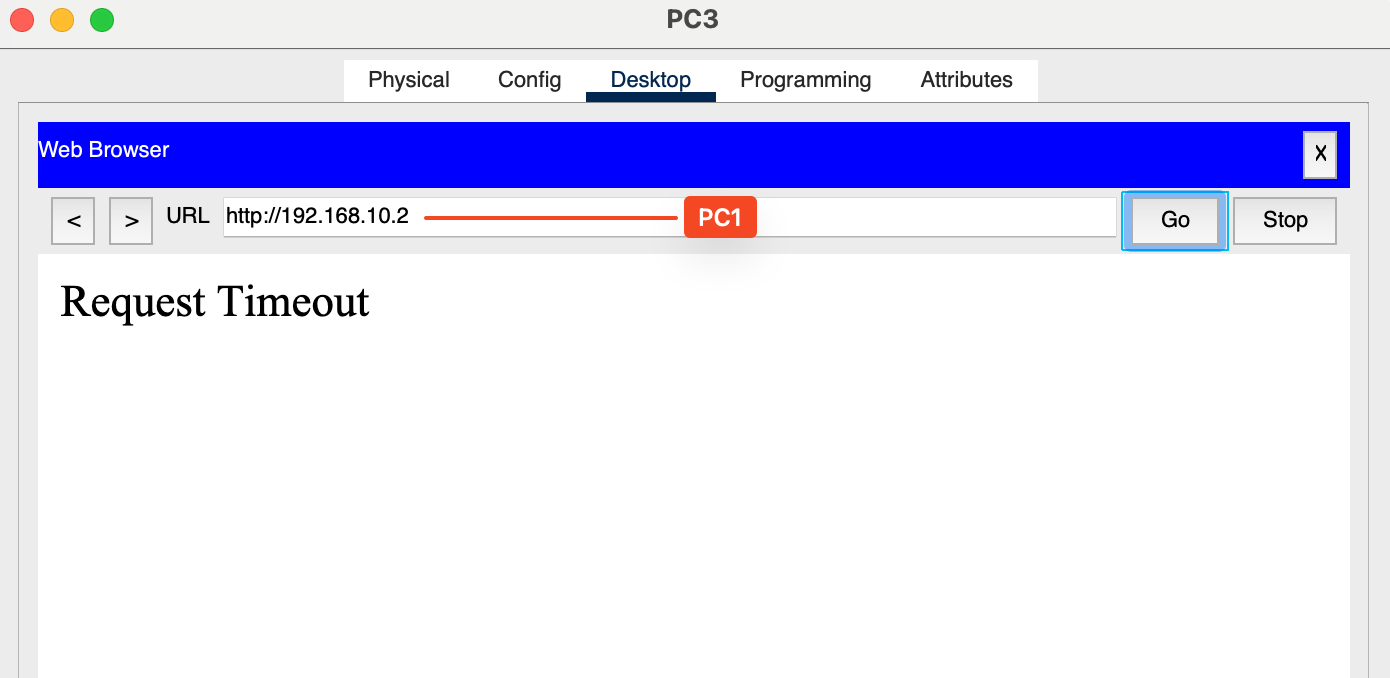 PC3
Physical Config Desktop Programming Attributes
Web Browser X
< > URL http://192.168.10.2 PC1 Go Stop
Request Timeout